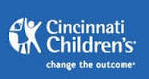 Cincinnati
Children's®
change the outcome®